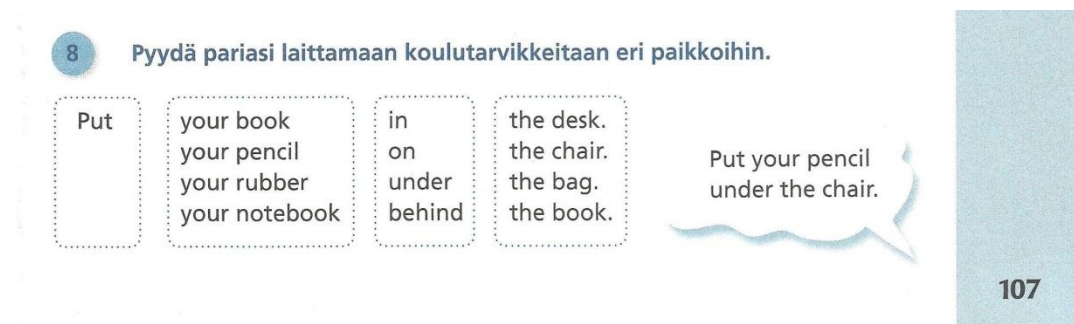 8 Pyydä pariasi laittamaan koulutarvikkeitaan eri paikkoihin.
Put your book in the desk.
your pencil on the chair.
your rubber under the bag.
your notebook behind the book.
Put your pencil
under the chair.
107